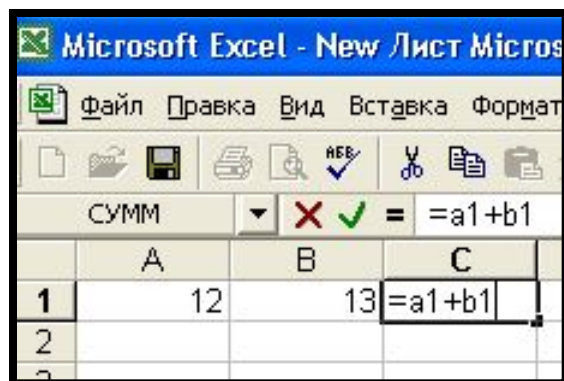 Microsoft Excel - New Лист Micros
Файл Правка Вид Вставка Формат
АБВ
СУММ = =a1+b1
A B C
1 12 13 =a1+b1
2